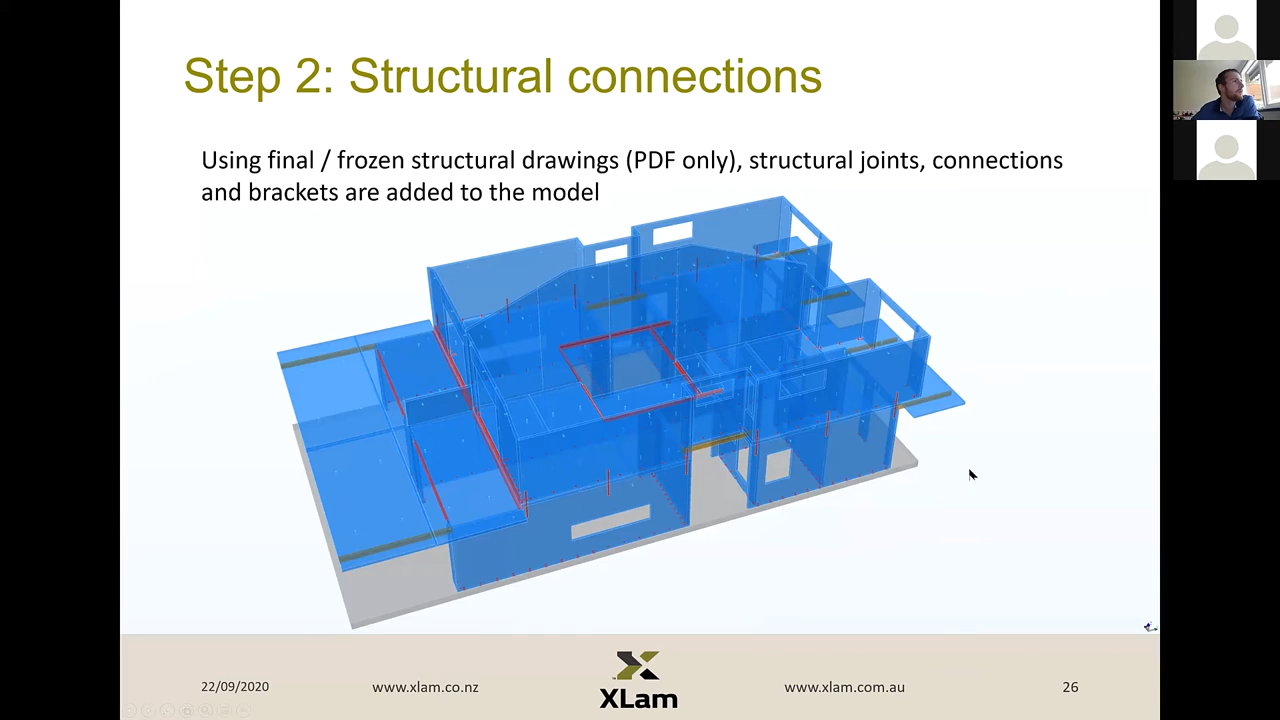 Step 2: Structural connections
Using final / frozen structural drawings (PDF only), structural joints, connections
and brackets are added to the model
22/09/2020
www.xlam.co.nz
XLam
www.xlam.com.au
26